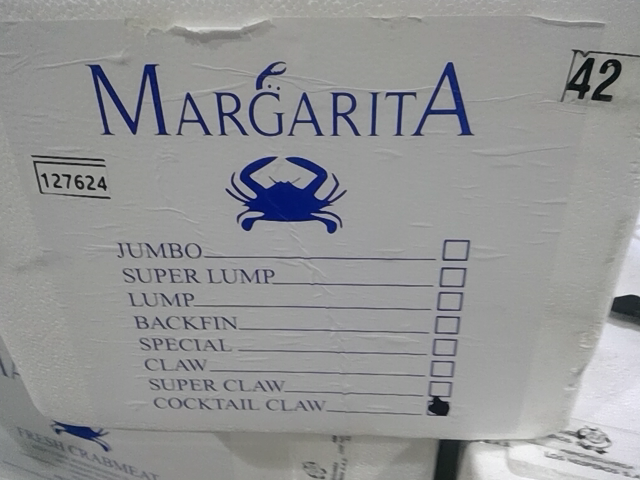 MARGARITA
42
127624
JUMBO
SUPER LUMP
LUMP
BACKFIN
SPECIAL
CLAW
SUPER CLAW
COCKTAIL CLAW
FRESH CRABMEAT